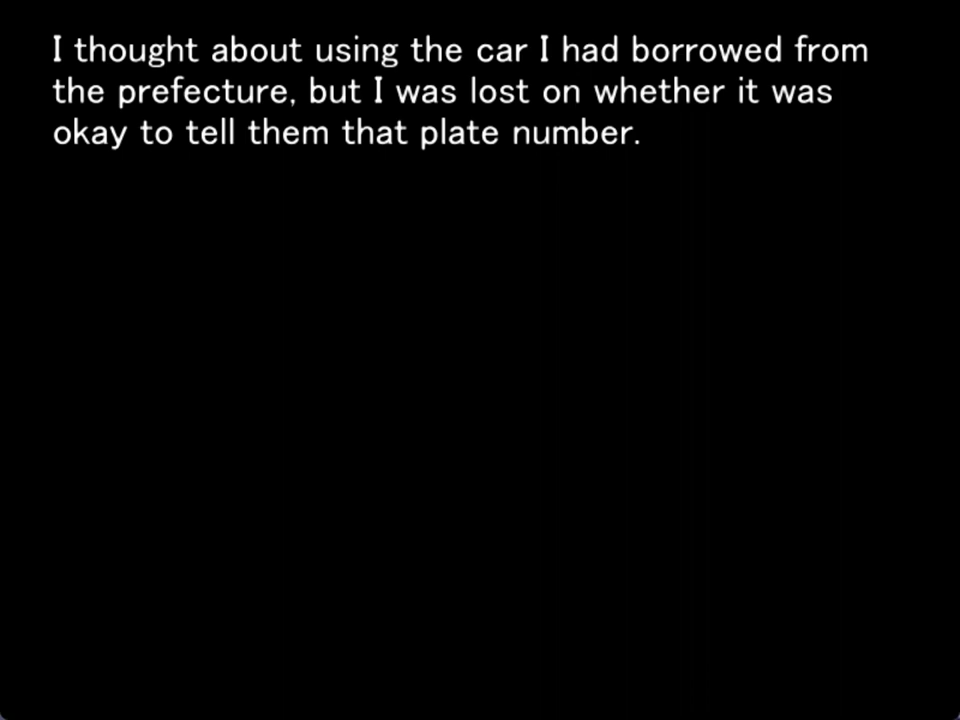 I thought about using the car I had borrowed from
the prefecture, but I was lost on whether it was
okay to tell them that plate number.